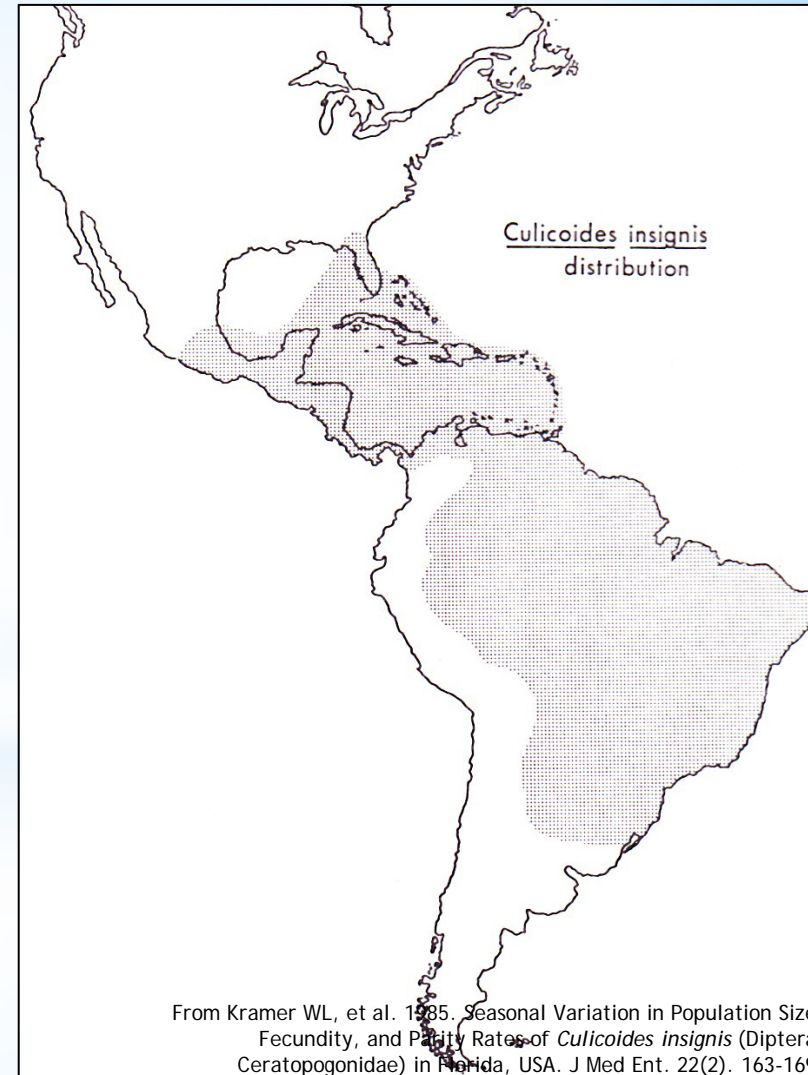 Culicoides insignis
distribution
From Kramer WL, et al. 1985. Seasonal Variation in Population Size
Fecundity, and Parity Rates of Culicoides insignis (Diptera
Ceratopogonidae) in Florida, USA. J Med Ent. 22(2). 163-169